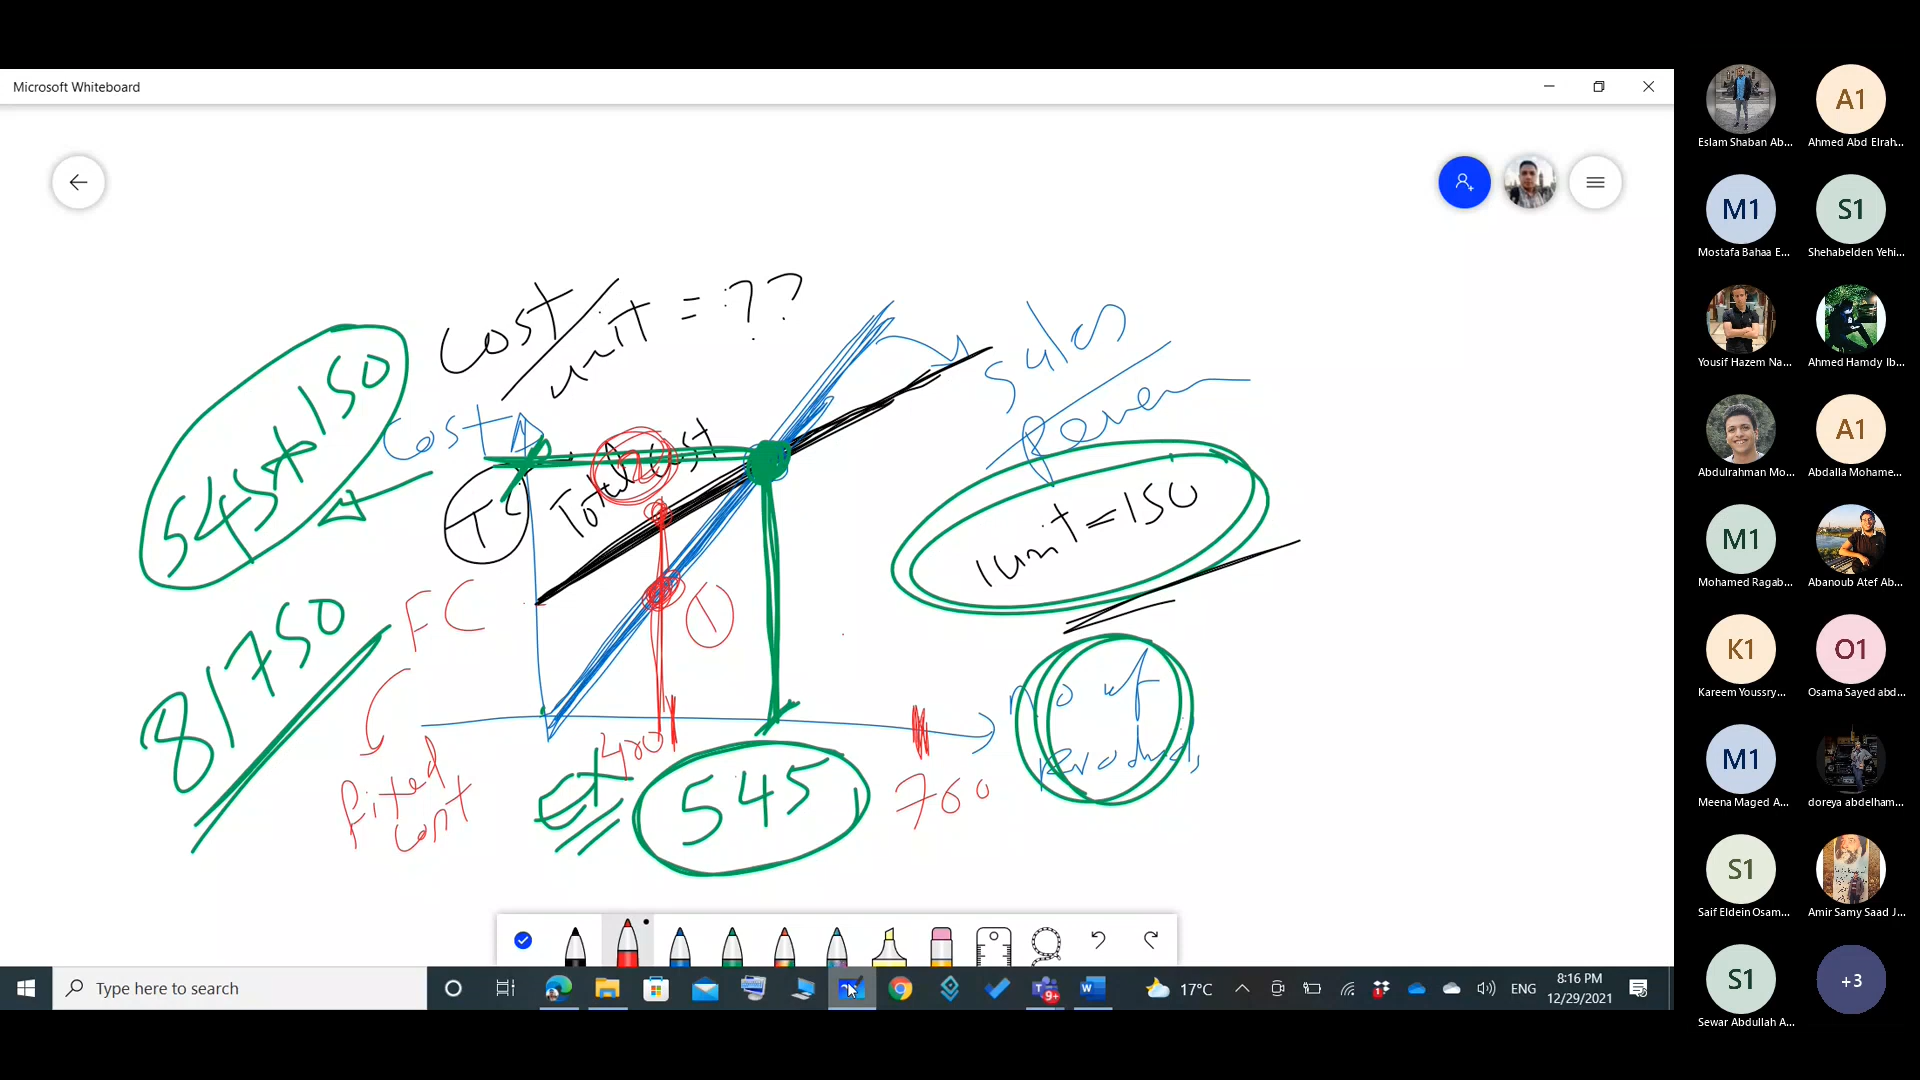 Microsoft Whiteboard
Cost/unit = ??
Sales
Cost
545 * 150
TC
Total cost
1 unit = 150
FC
81750
fixed cost
400
545
760
no of
products
Type here to search
17°C
ENG
8:16 PM
12/29/2021
9+
Eslam Shaban Ab...
A1
Ahmed Abd Elrah...
M1
Mostafa Bahaa E...
S1
Shehabelden Yehi...
Yousif Hazem Na...
Ahmed Hamdy Ib...
Abdulrahman Mo...
A1
Abdalla Mohame...
M1
Mohamed Ragab...
Abanoub Atef Ab...
K1
Kareem Youssry...
O1
Osama Sayed abd...
M1
Meena Maged A...
doreya abdelham...
S1
Saif Eldein Osam...
Amir Samy Saad J...
S1
Sewar Abdullah A...
+3
1
2